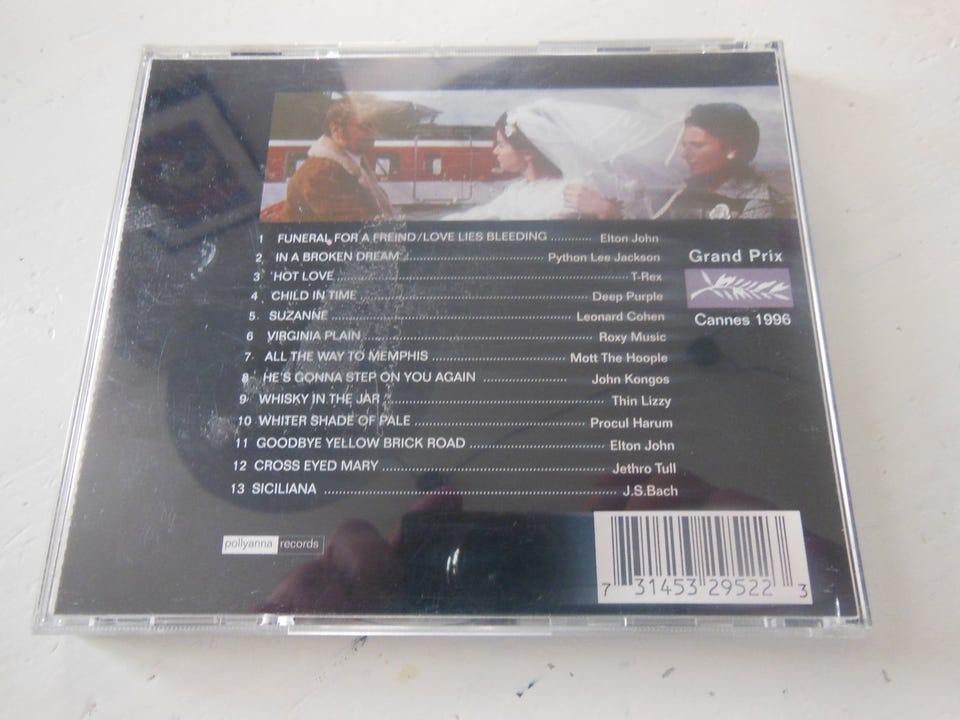 1 FUNERAL FOR A FREIND/LOVE LIES BLEEDING ........... Elton John
2 IN A BROKEN DREAM ........... Python Lee Jackson
3 HOT LOVE ........... T-Rex
4 CHILD IN TIME ........... Deep Purple
5 SUZANNE ........... Leonard Cohen
6 VIRGINIA PLAIN ........... Roxy Music
7 ALL THE WAY TO MEMPHIS ........... Mott The Hoople
8 HE'S GONNA STEP ON YOU AGAIN ........... John Kongos
9 WHISKY IN THE JAR ........... Thin Lizzy
10 WHITER SHADE OF PALE ........... Procul Harum
11 GOODBYE YELLOW BRICK ROAD ........... Elton John
12 CROSS EYED MARY ........... Jethro Tull
13 SICILIANA ........... J.S.Bach
Grand Prix
Cannes 1996
pollyanna records
7 31453 29522 3